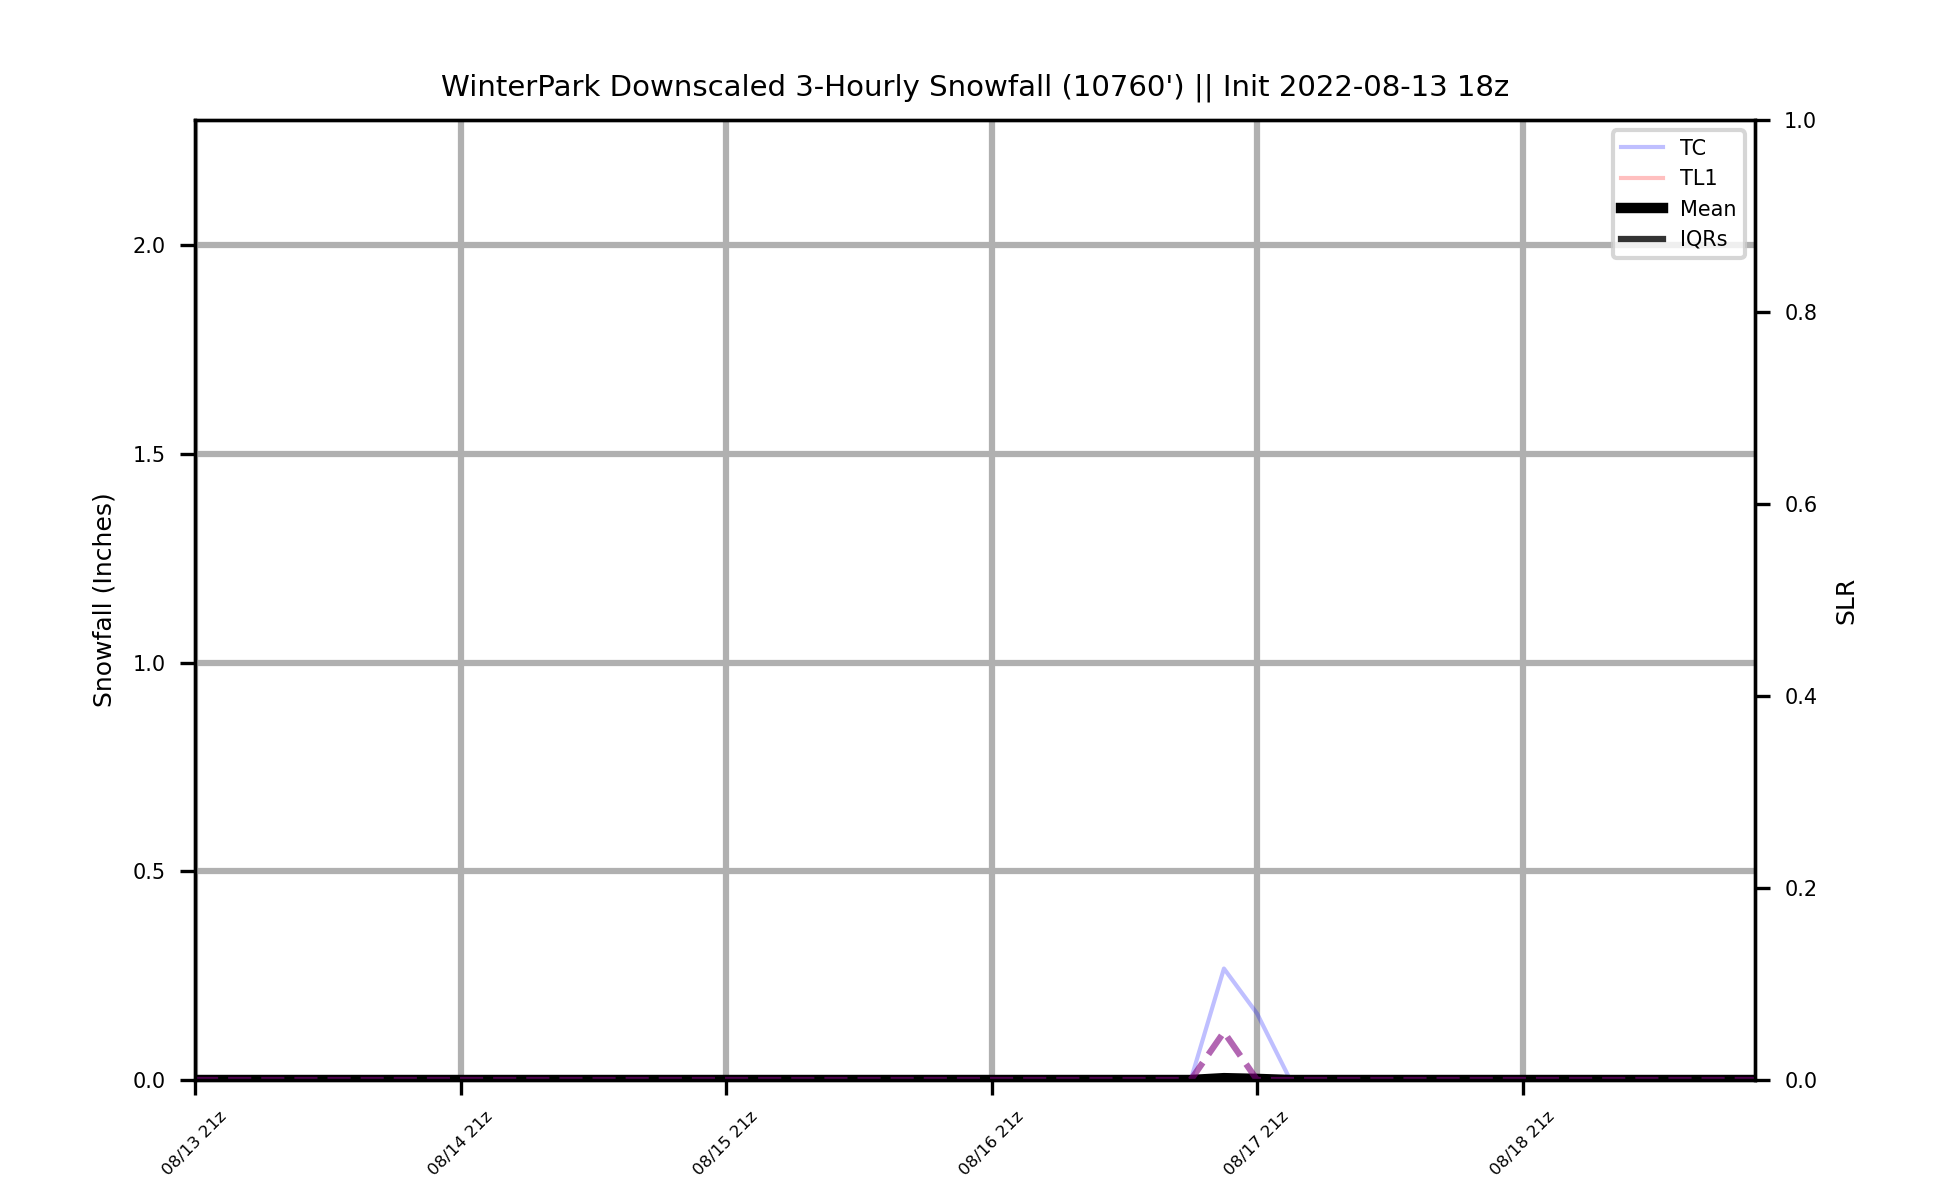 WinterPark Downscaled 3-Hourly Snowfall (10760') || Init 2022-08-13 18z
TC
TL1
Mean
IQRs
Snowfall (Inches)
2.0
1.5
1.0
0.5
0.0
1.0
0.8
0.6
0.4
0.2
0.0
SLR
08/13 21z
08/14 21z
08/15 21z
08/16 21z
08/17 21z
08/18 21z